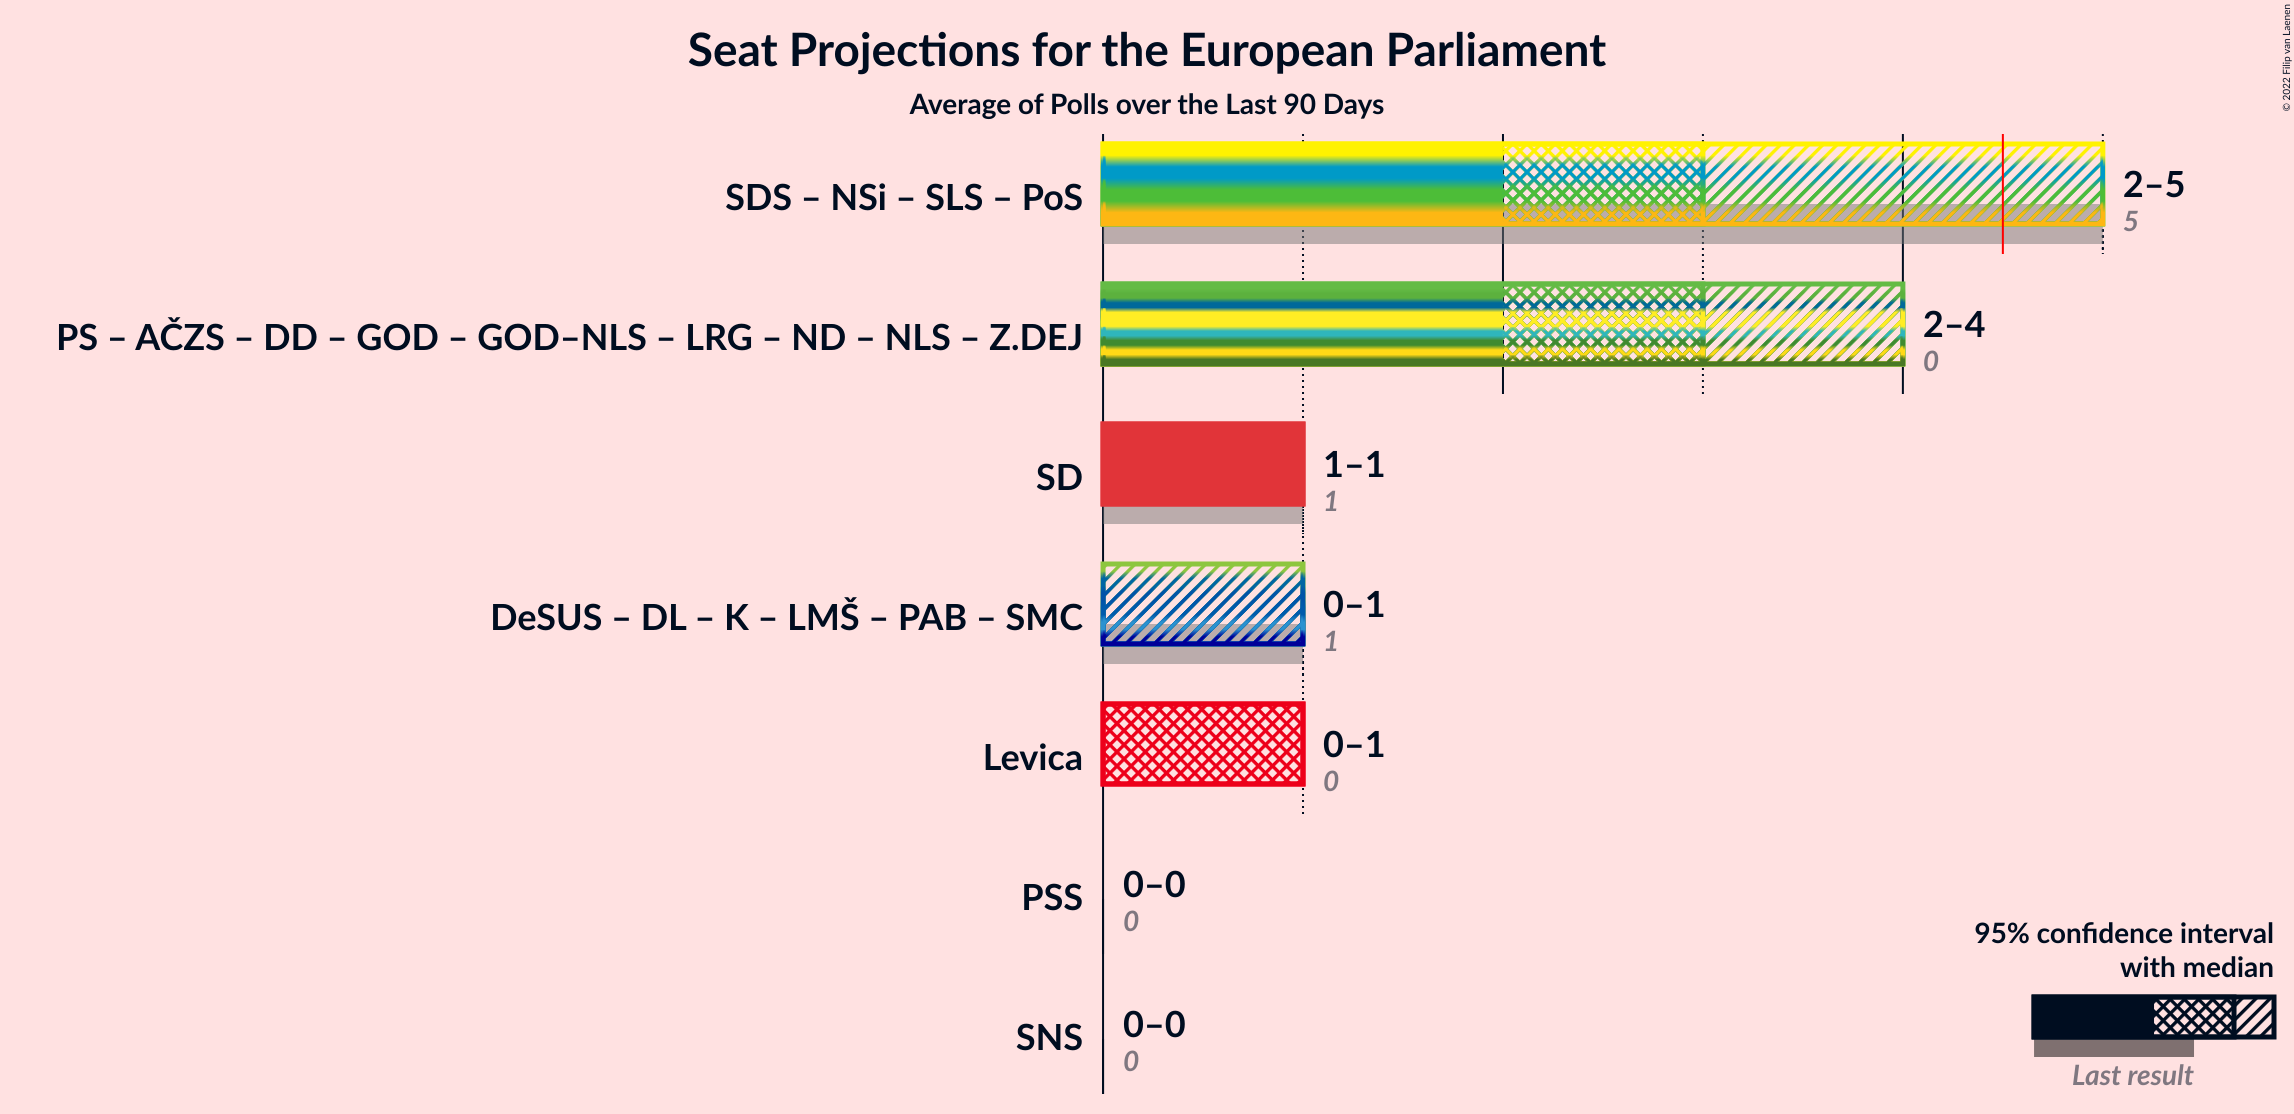 Seat Projections for the European Parliament
Average of Polls over the Last 90 Days
© 2022 Filip van Laenen
SDS – NSi – SLS – PoS
2–5
5
PS – AČZS – DD – GOD – GOD–NLS – LRG – ND – NLS – Z.DEJ
2–4
0
SD
1–1
1
DeSUS – DL – K – LMŠ – PAB – SMC
0–1
1
Levica
0–1
0
PSS
0–0
0
SNS
0–0
0
95% confidence interval
with median
Last result